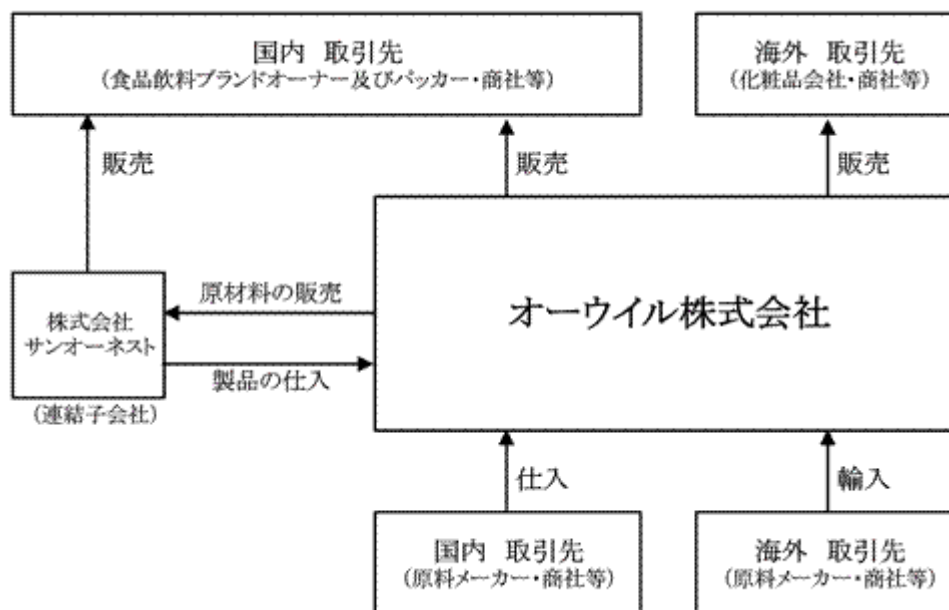 国内　取引先
(食品飲料ブランドオーナー及びパッカー・商社等)
海外　取引先
(化粧品会社・商社等)
販売
販売
販売
株式会社
サンオーネスト
(連結子会社)
原材料の販売
製品の仕入
オーウイル株式会社
仕入
輸入
国内　取引先
(原料メーカー・商社等)
海外　取引先
(原料メーカー・商社等)